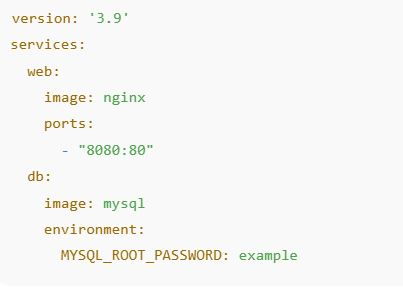 version: '3.9'
services:
  web:
    image: nginx
    ports:
      - "8080:80"
  db:
    image: mysql
    environment:
      MYSQL_ROOT_PASSWORD: example